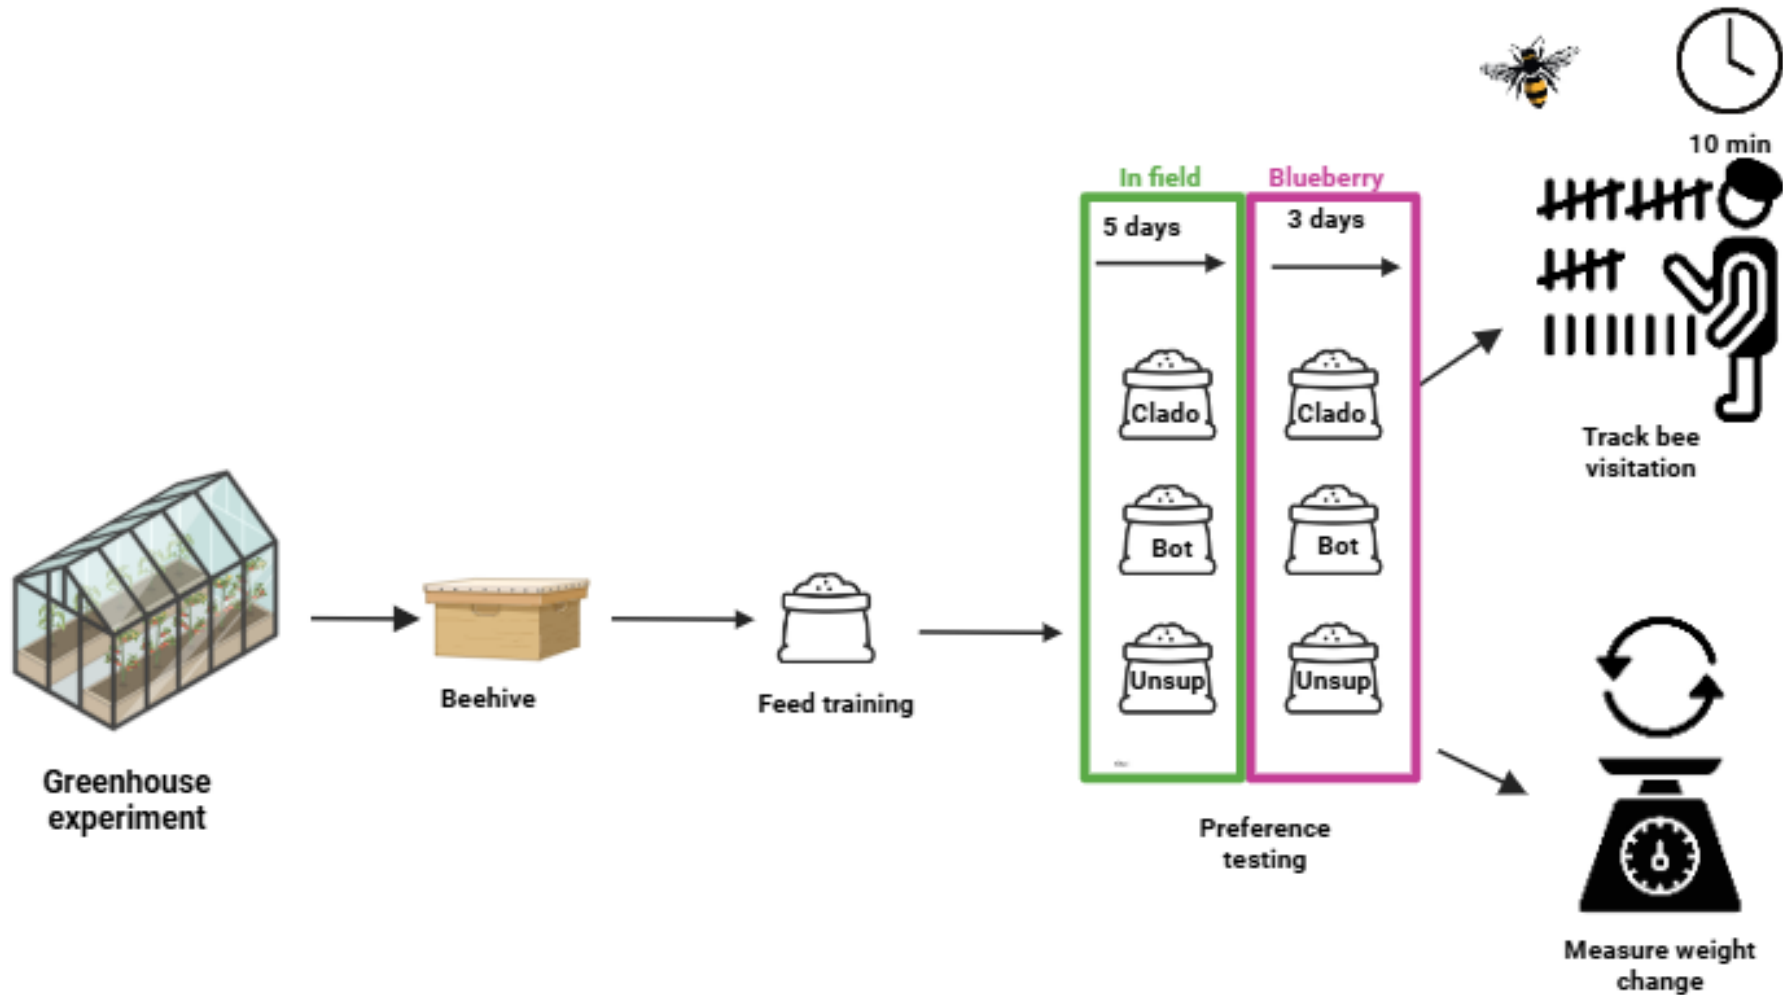 10 min
In field
Blueberry
5 days
3 days
Clado
Clado
Track bee
visitation
Bot
Bot
Unsup
Unsup
Beehive
Feed training
Greenhouse
experiment
Preference
testing
Measure weight
change